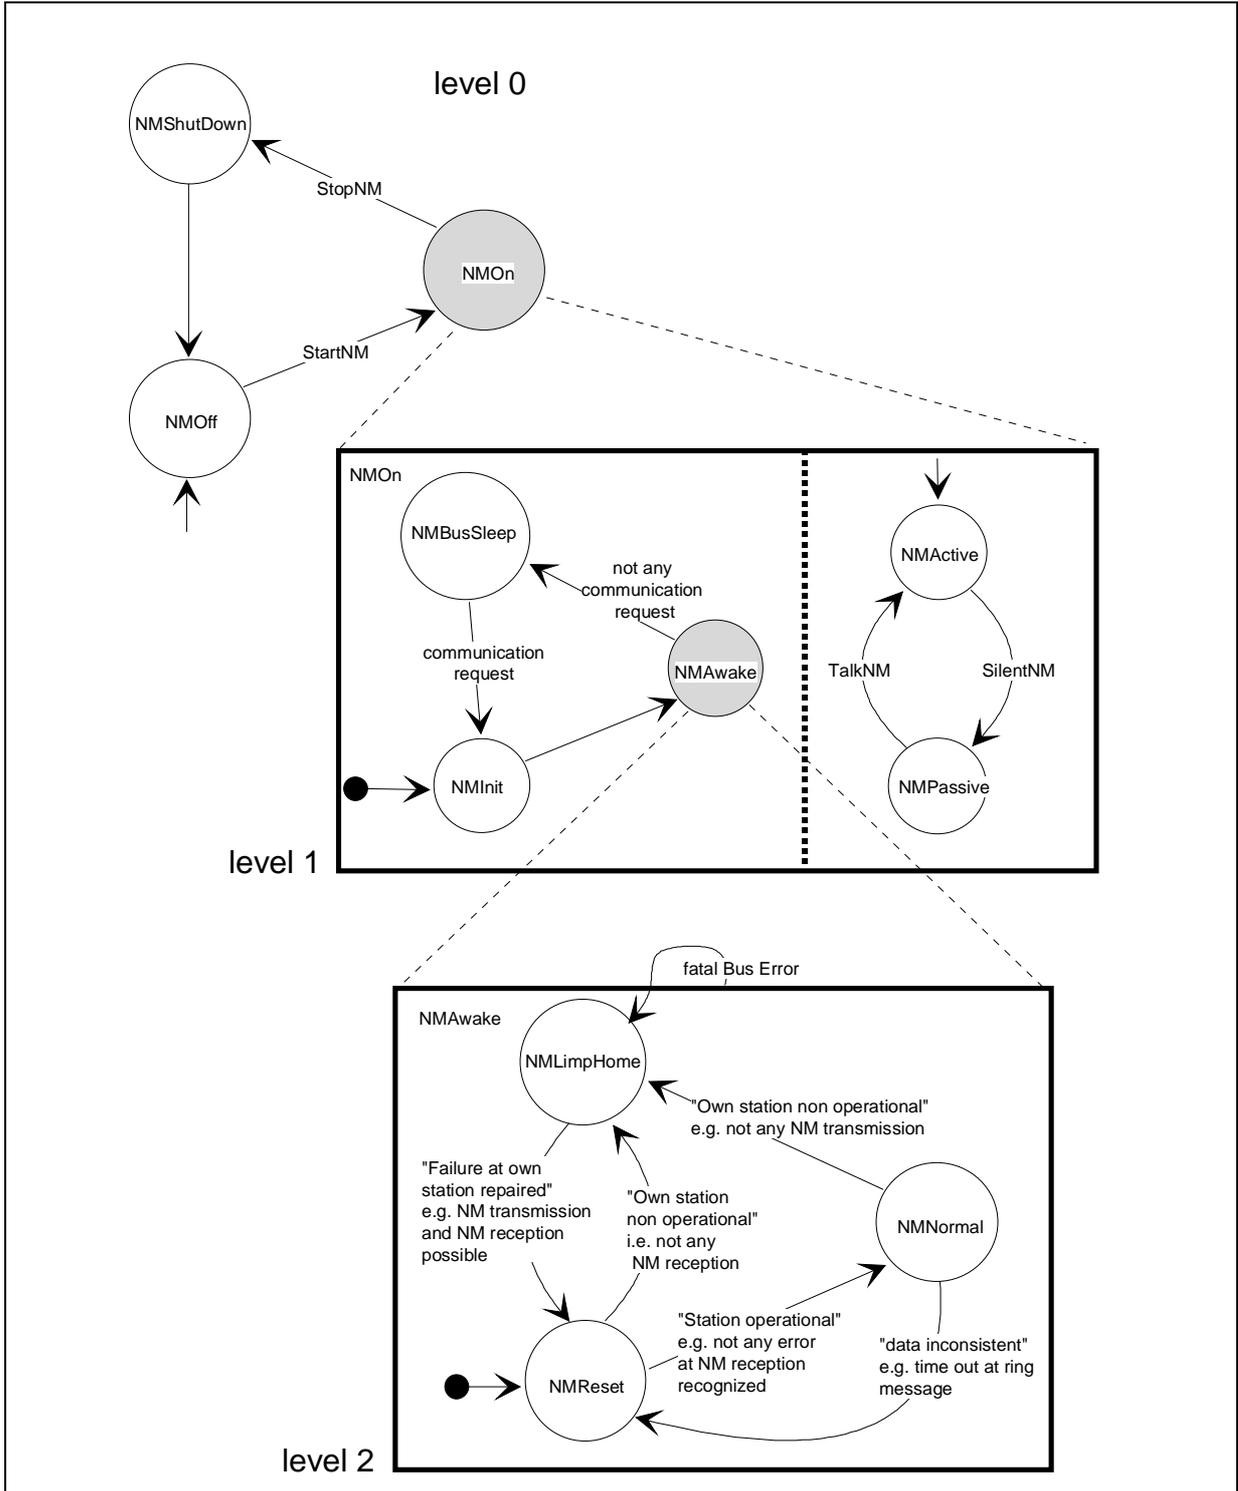 level 0
NMShutDown
StopNM
NMOn
StartNM
NMOff
NMOn
NMBusSleep
not any
communication
request
communication
request
NMAwake
NMInit
NMActive
TalkNM
SilentNM
NMPassive
level 1
fatal Bus Error
NMAwake
NMLimpHome
"Own station non operational"
e.g. not any NM transmission
"Failure at own
station repaired"
e.g. NM transmission
and NM reception
possible
"Own station
non operational"
i.e. not any
NM reception
NMNormal
"Station operational"
e.g. not any error
at NM reception
recognized
"data inconsistent"
e.g. time out at ring
message
NMReset
level 2